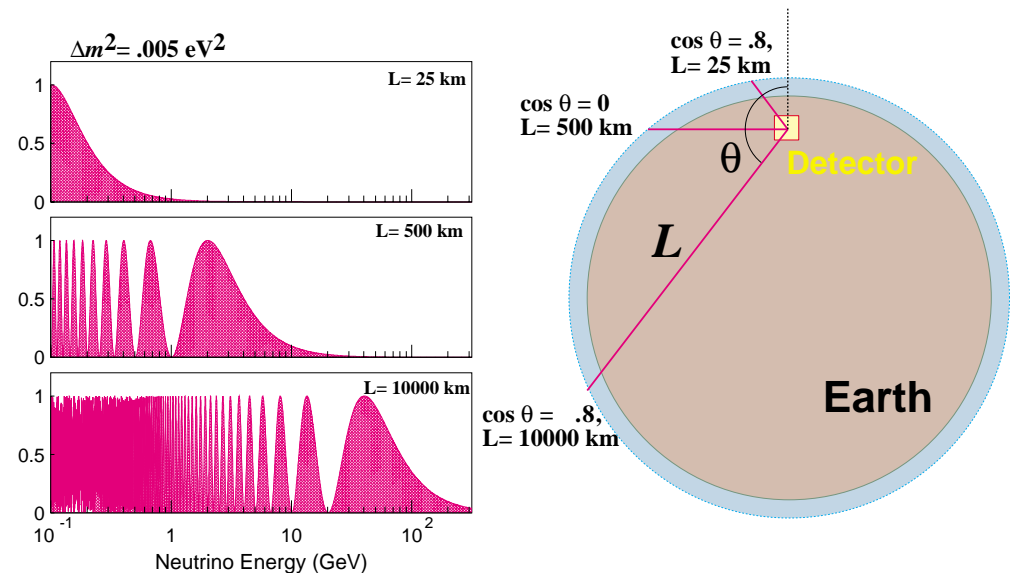 Δm²= .005 eV²
L= 25 km
1
0.5
0
L= 500 km
1
0.5
0
L= 10000 km
1
0.5
0
10⁻¹ 1 10 10²
Neutrino Energy (GeV)
cos θ = .8,
L= 25 km
cos θ = 0
L= 500 km
θ
Detector
L
Earth
cos θ = .8,
L= 10000 km